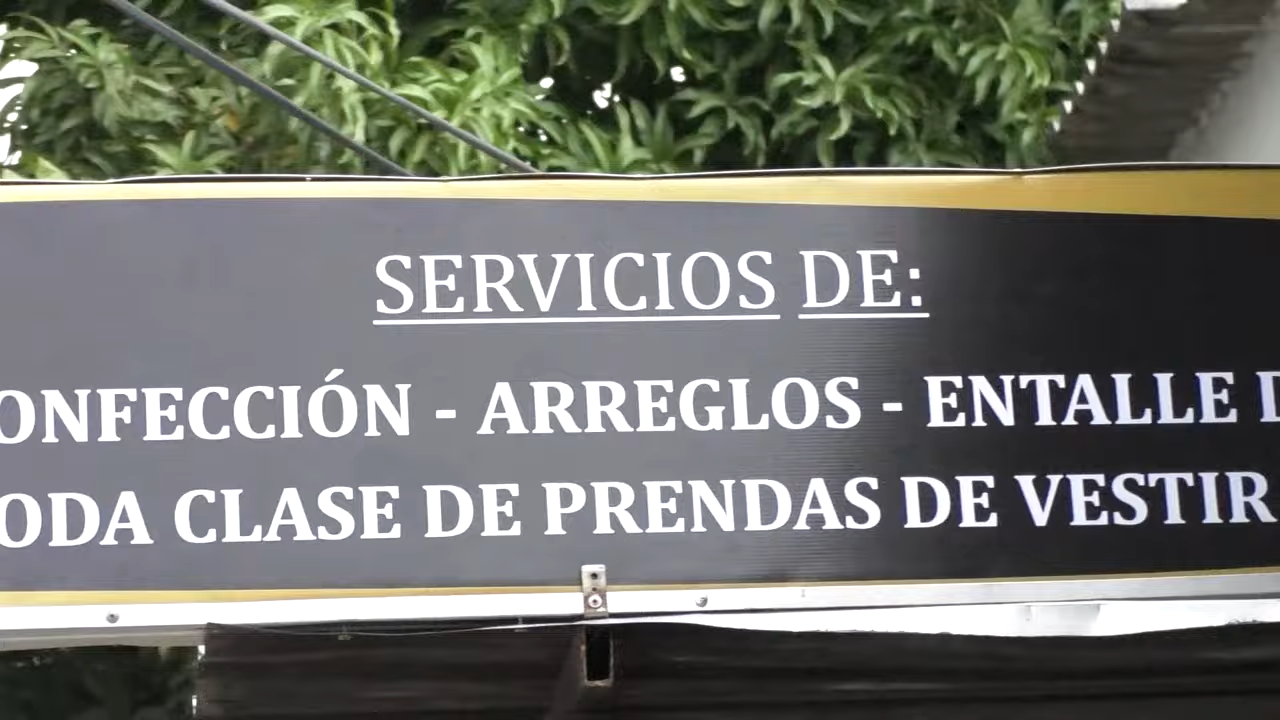 SERVICIOS DE:
ONFECCIÓN - ARREGLOS - ENTALLE D
ODA CLASE DE PRENDAS DE VESTIR